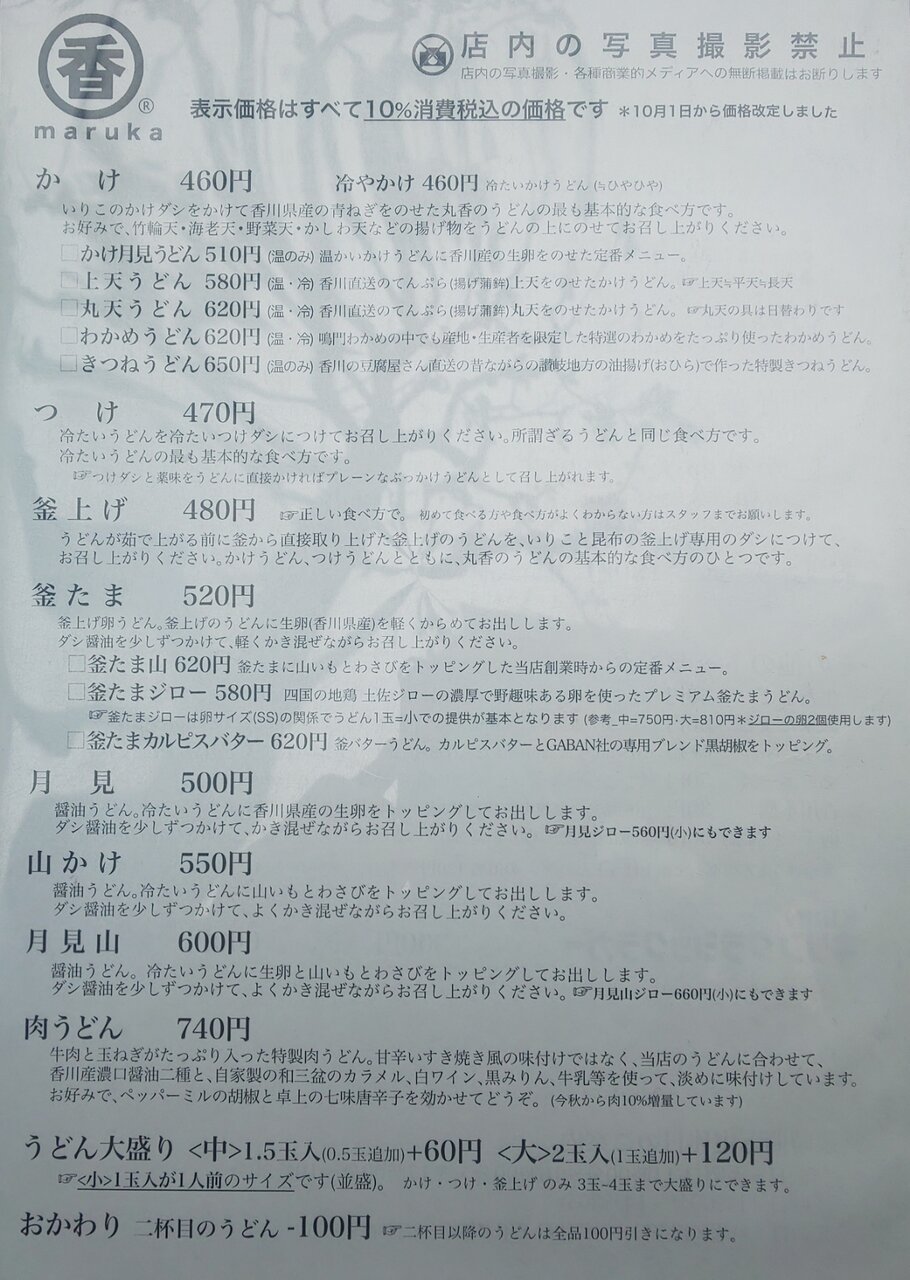 香®
maruka
店内の写真撮影禁止
店内の写真撮影・各種商業的メディアへの無断掲載はお断りします
表示価格はすべて10%消費税込の価格です ＊10月1日から価格改定しました
かけ 460円 冷やかけ 460円 冷たいかけうどん (≒ひやひや)
いりこのかけダシをかけて香川県産の青ねぎをのせた丸香のうどんの最も基本的な食べ方です。
お好みで、竹輪天・海老天・野菜天・かしわ天などの揚げ物をうどんの上にのせてお召し上がりください。
□かけ月見うどん 510円 (温のみ) 温かいかけうどんに香川産の生卵をのせた定番メニュー。
□上天うどん 580円 (温・冷) 香川直送のてんぷら(揚げ蒲鉾)上天をのせたかけうどん。☞上天≒平天≒長天
□丸天うどん 620円 (温・冷) 香川直送のてんぷら(揚げ蒲鉾)丸天をのせたかけうどん。☞丸天の具は日替わりです
□わかめうどん 620円 (温・冷) 鳴門わかめの中でも産地・生産者を限定した特選のわかめをたっぷり使ったわかめうどん。
□きつねうどん 650円 (温のみ) 香川の豆腐屋さん直送の昔ながらの讃岐地方の油揚げ(おひら)で作った特製きつねうどん。
つけ 470円
冷たいうどんを冷たいつけダシにつけてお召し上がりください。所謂ざるうどんと同じ食べ方です。
冷たいうどんの最も基本的な食べ方です。
☞つけダシと薬味をうどんに直接かければプレーンなぶっかけうどんとして召し上がれます。
釜上げ 480円 ☞正しい食べ方で。 初めて食べる方や食べ方がよくわからない方はスタッフまでお願いします。
うどんが茹で上がる前に釜から直接取り上げた釜上げのうどんを、いりこと昆布の釜上げ専用のダシにつけて、
お召し上がりください。かけうどん、つけうどんとともに、丸香のうどんの基本的な食べ方のひとつです。
釜たま 520円
釜上げ卵うどん。釜上げのうどんに生卵(香川県産)を軽くからめてお出しします。
ダシ醤油を少しずつかけて、軽くかき混ぜながらお召し上がりください。
□釜たま山 620円 釜たまに山いもとわさびをトッピングした当店創業時からの定番メニュー。
□釜たまジロー 580円 四国の地鶏 土佐ジローの濃厚で野趣味ある卵を使ったプレミアム釜たまうどん。
☞釜たまジローは卵サイズ(SS)の関係でうどん1玉=小での提供が基本となります (参考_中=750円・大=810円＊ジローの卵2個使用します)
□釜たまカルピスバター 620円 釜バターうどん。カルピスバターとGABAN社の専用ブレンド黒胡椒をトッピング。
月見 500円
醤油うどん。冷たいうどんに香川県産の生卵をトッピングしてお出しします。
ダシ醤油を少しずつかけて、かき混ぜながらお召し上がりください。☞月見ジロー560円(小)にもできます
山かけ 550円
醤油うどん。冷たいうどんに山いもとわさびをトッピングしてお出しします。
ダシ醤油を少しずつかけて、よくかき混ぜながらお召し上がりください。
月見山 600円
醤油うどん。冷たいうどんに生卵と山いもとわさびをトッピングしてお出しします。
ダシ醤油を少しずつかけて、よくかき混ぜながらお召し上がりください。☞月見山ジロー660円(小)にもできます
肉うどん 740円
牛肉と玉ねぎがたっぷり入った特製肉うどん。甘辛いすき焼き風の味付けではなく、当店のうどんに合わせて、
香川産濃口醤油二種と、自家製の和三盆のカラメル、白ワイン、黒みりん、牛乳等を使って、淡めに味付けしています。
お好みで、ペッパーミルの胡椒と卓上の七味唐辛子を効かせてどうぞ。 (今秋から肉10%増量しています)
うどん大盛り <中>1.5玉入(0.5玉追加)+60円 <大>2玉入(1玉追加)+120円
☞<小>1玉入が1人前のサイズです(並盛)。 かけ・つけ・釜上げ のみ 3玉~4玉まで大盛りにできます。
おかわり 二杯目のうどん -100円 ☞二杯目以降のうどんは全品100円引きになります。